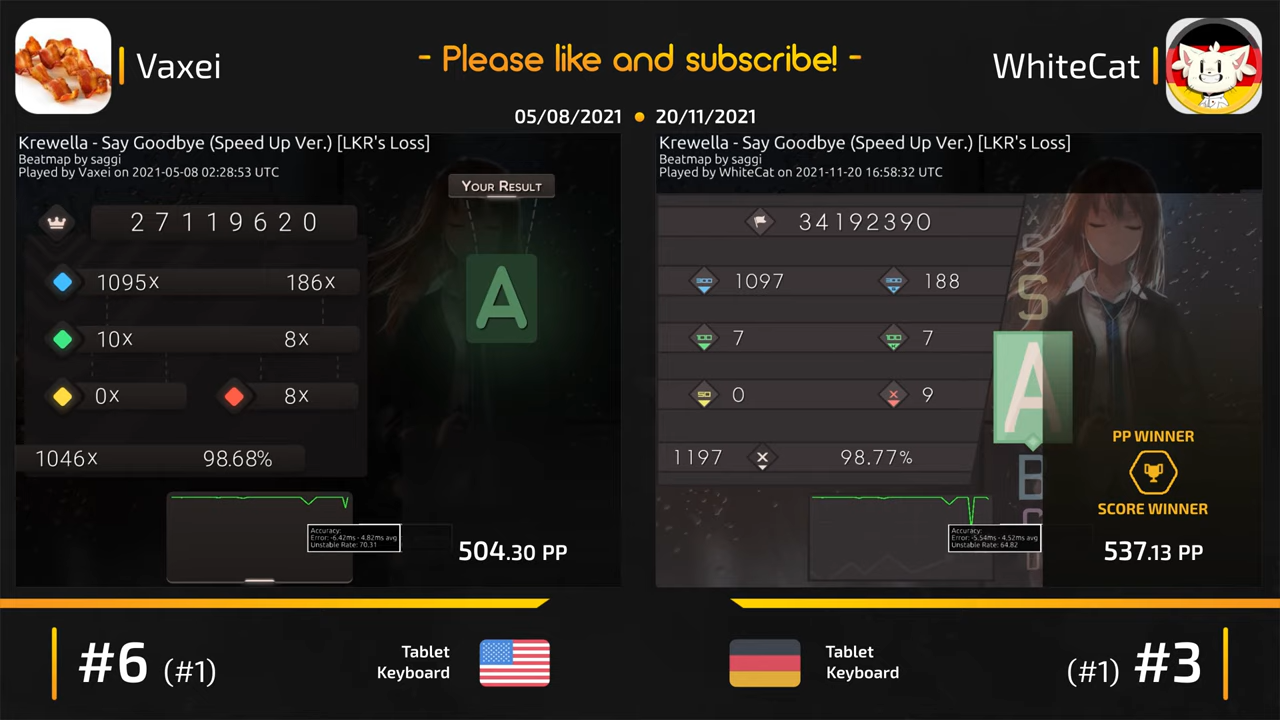 Vaxei
- Please like and subscribe! -
WhiteCat
05/08/2021 ● 20/11/2021
Krewella - Say Goodbye (Speed Up Ver.) [LKR's Loss]
Beatmap by saggi
Played by Vaxei on 2021-05-08 02:28:53 UTC
YOUR RESULT
27119620
1095x 186x
10x 8x
0x 8x
1046x 98.68%
A
Accuracy:
Error: -6.42ms - 4.82ms avg
Unstable Rate: 70.31
504.30 PP
Krewella - Say Goodbye (Speed Up Ver.) [LKR's Loss]
Beatmap by saggi
Played by WhiteCat on 2021-11-20 16:58:32 UTC
34192390
300 1097 300 188
100 7 100 7
50 0 X 9
1197 X 98.77%
S
S
A
B
C
D
Accuracy:
Error: -5.54ms - 4.52ms avg
Unstable Rate: 64.82
PP WINNER
SCORE WINNER
537.13 PP
#6 (#1)
Tablet
Keyboard
Tablet
Keyboard
(#1) #3